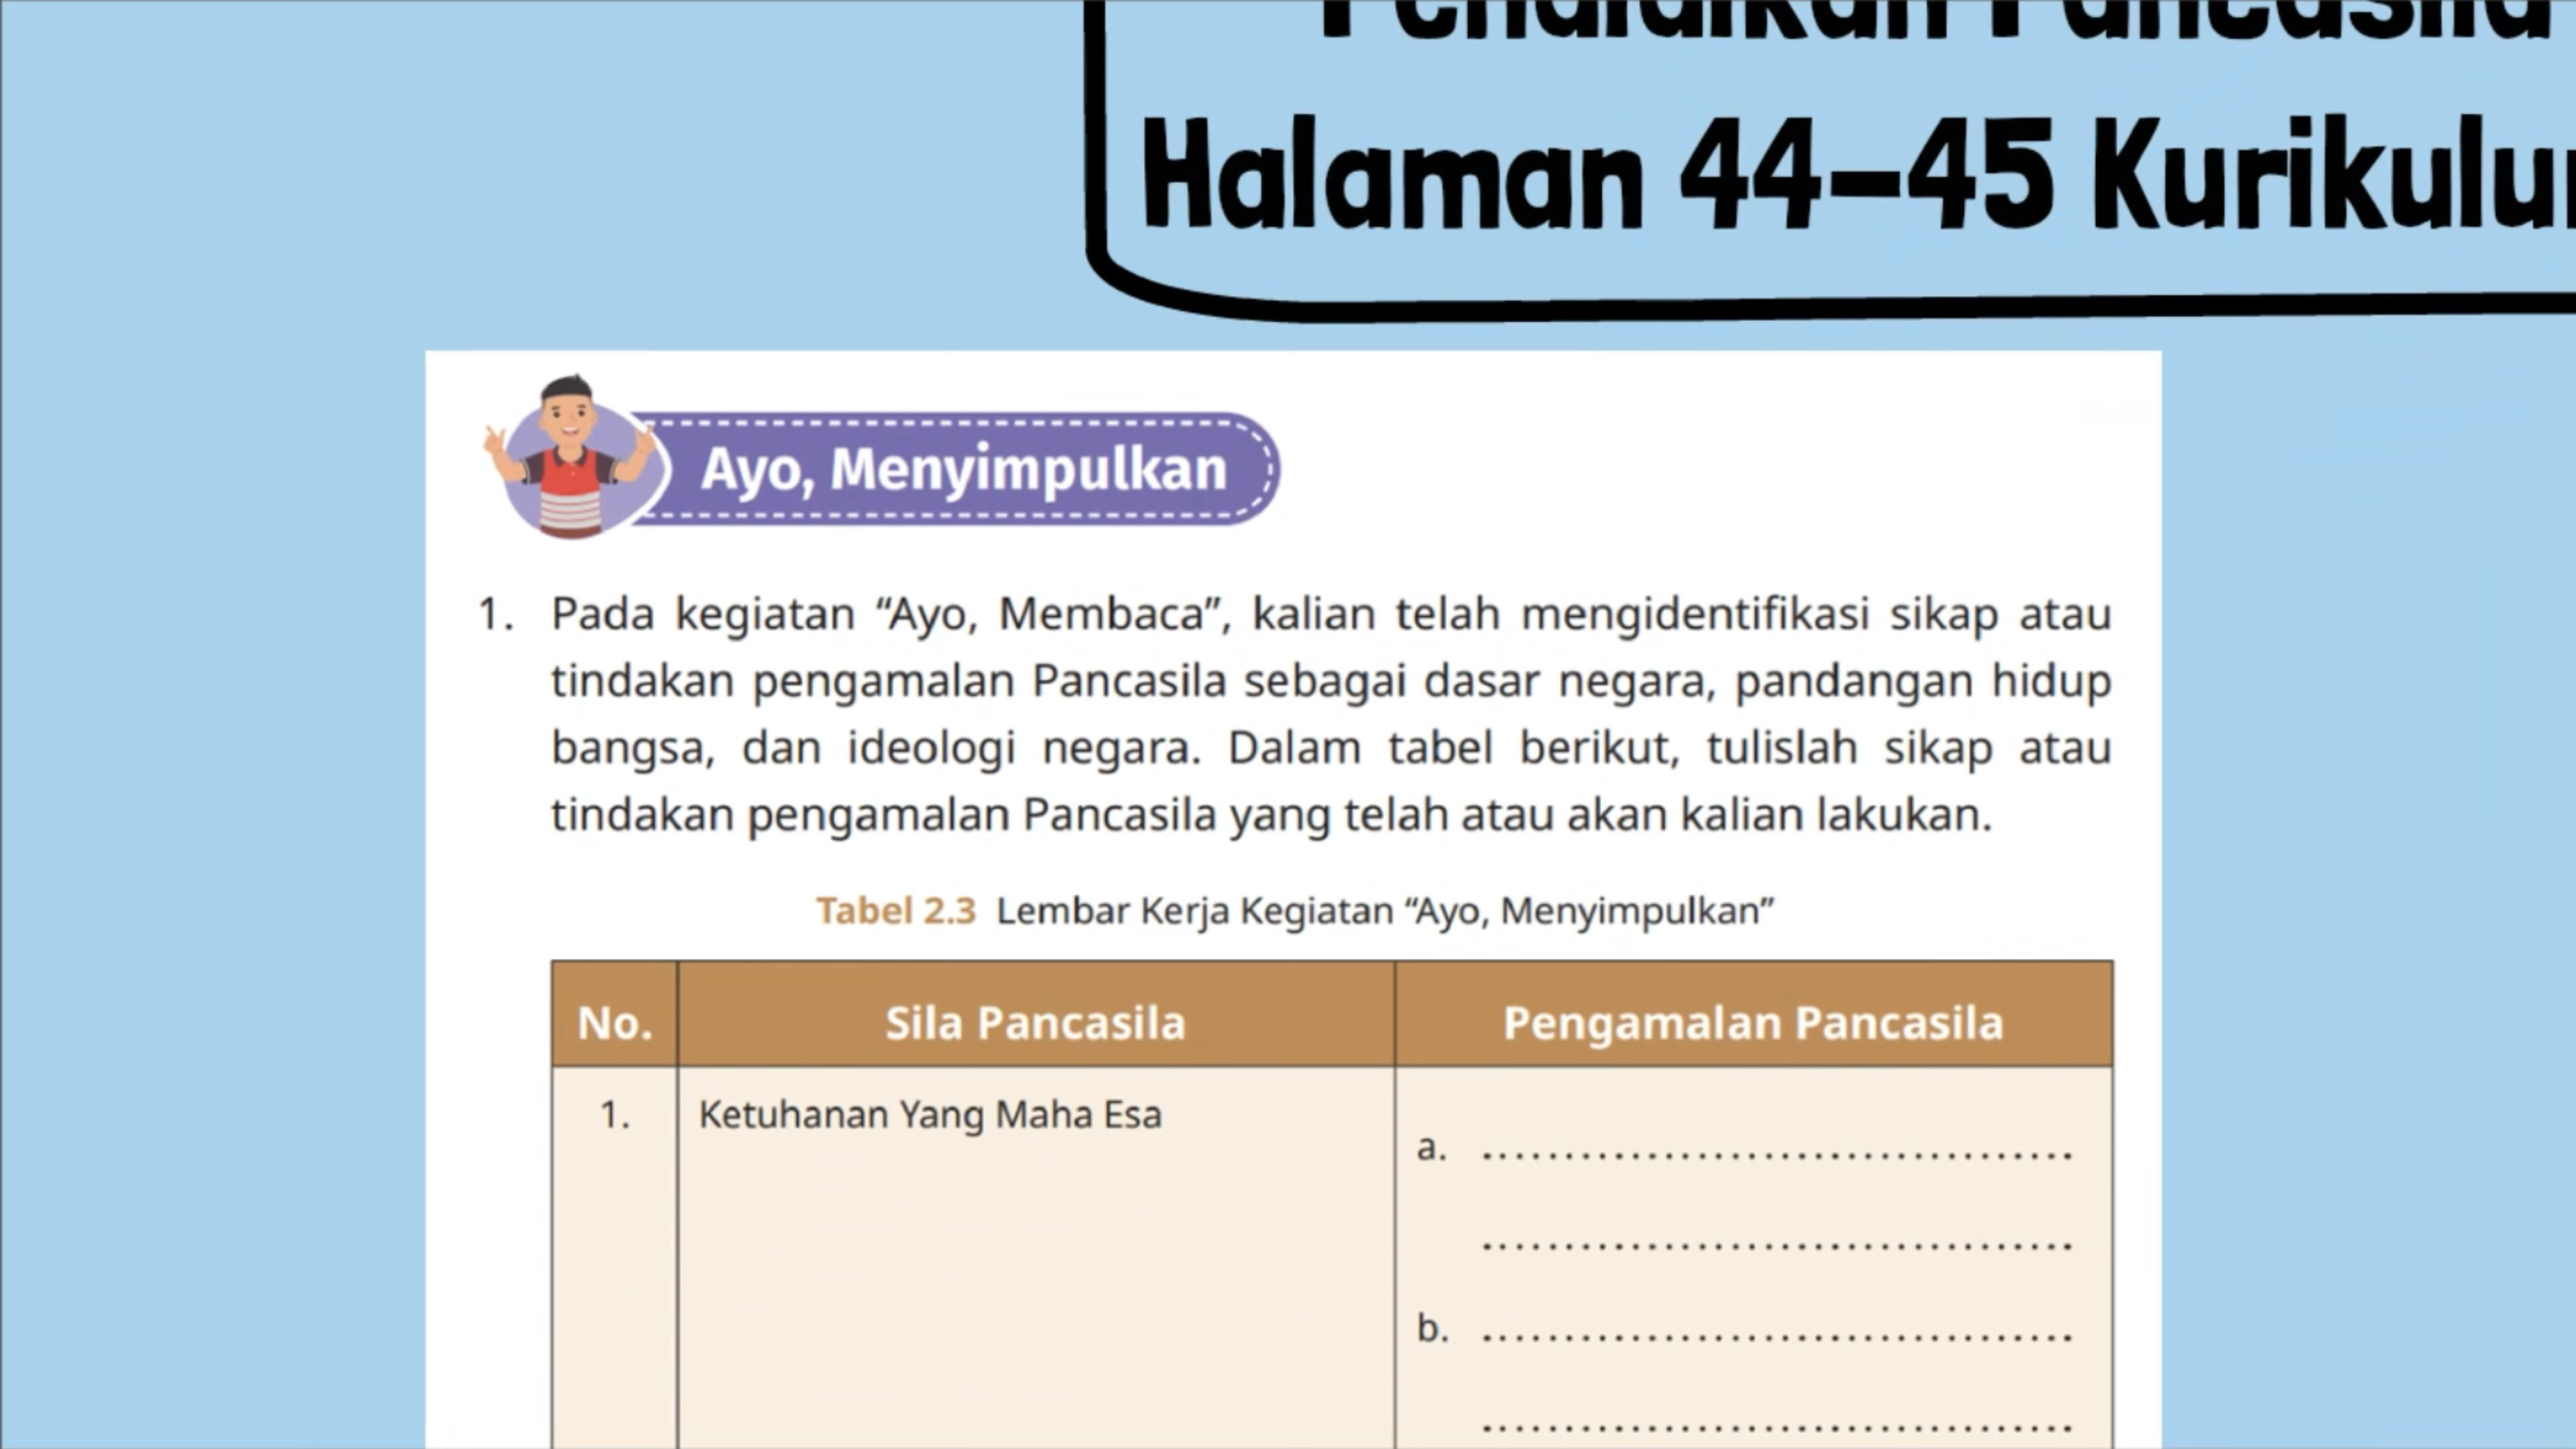 Pendidikan Pancasila
Halaman 44–45
Ayo, Menyimpulkan
1. Pada kegiatan “Ayo, Membaca”, kalian telah mengidentifikasi sikap atau
tindakan pengamalan Pancasila sebagai dasar negara, pandangan hidup
bangsa, dan ideologi negara. Dalam tabel berikut, tulislah sikap atau
tindakan pengamalan Pancasila yang telah atau akan kalian lakukan.
Tabel 2.3 Lembar Kerja Kegiatan “Ayo, Menyimpulkan”
No. Sila Pancasila Pengamalan Pancasila
1. Ketuhanan Yang Maha Esa
a. ....................................
....................................
b. ....................................
....................................